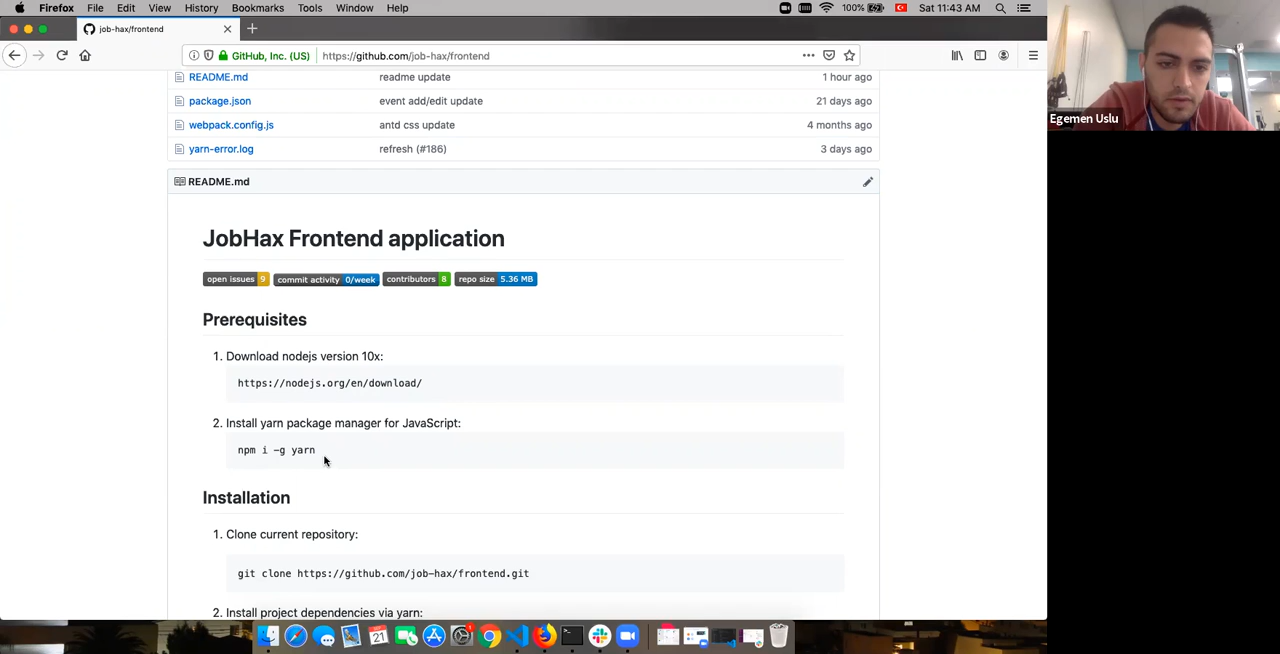 Firefox File Edit View History Bookmarks Tools Window Help 100% Sat 11:43 AM
job-hax/frontend
GitHub, Inc. (US) https://github.com/job-hax/frontend
README.md readme update 1 hour ago
package.json event add/edit update 21 days ago
webpack.config.js antd css update 4 months ago
yarn-error.log refresh (#186) 3 days ago
README.md
JobHax Frontend application
open issues 9 commit activity 0/week contributors 8 repo size 5.36 MB
Prerequisites
1. Download nodejs version 10x:
https://nodejs.org/en/download/
2. Install yarn package manager for JavaScript:
npm i -g yarn
Installation
1. Clone current repository:
git clone https://github.com/job-hax/frontend.git
2. Install project dependencies via yarn:
Egemen Uslu
21
1